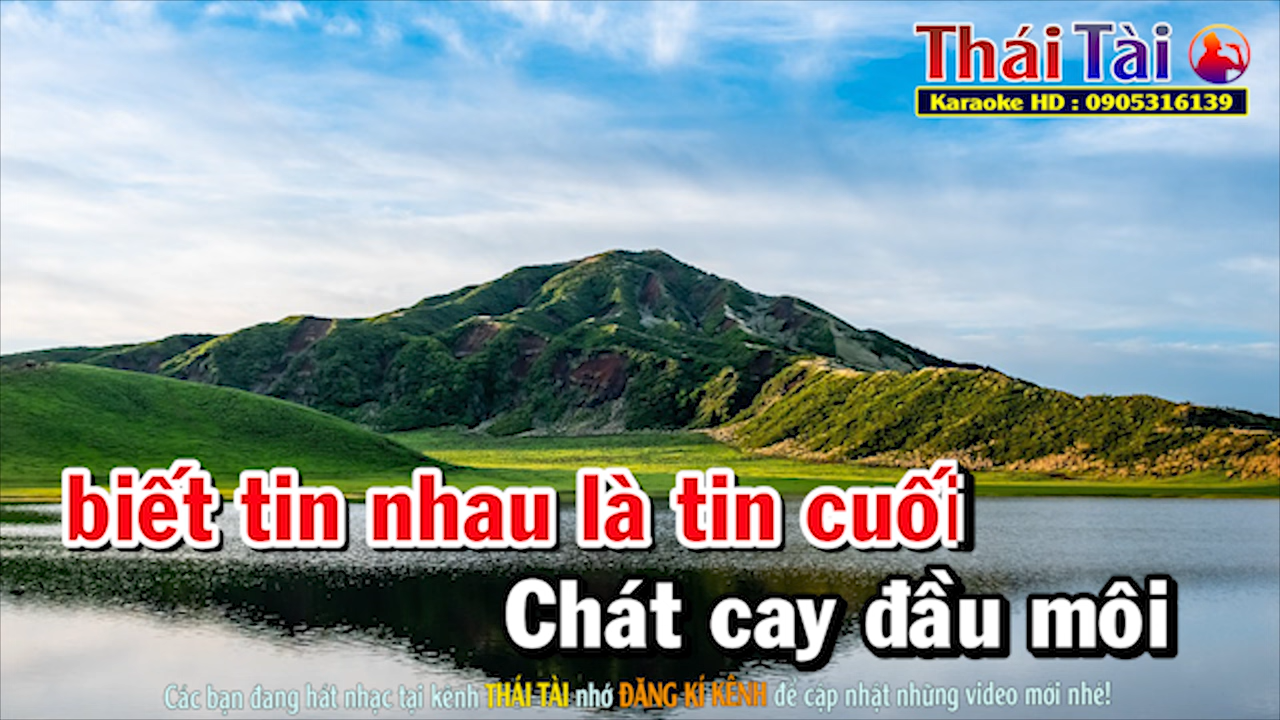 Thái Tài
Karaoke HD : 0905316139
biết tin nhau là tin cuối
Chát cay đầu môi
Các bạn đang hát nhạc tại kênh THÁI TÀI nhớ ĐĂNG KÍ KÊNH để cập nhật những video mới nhé!